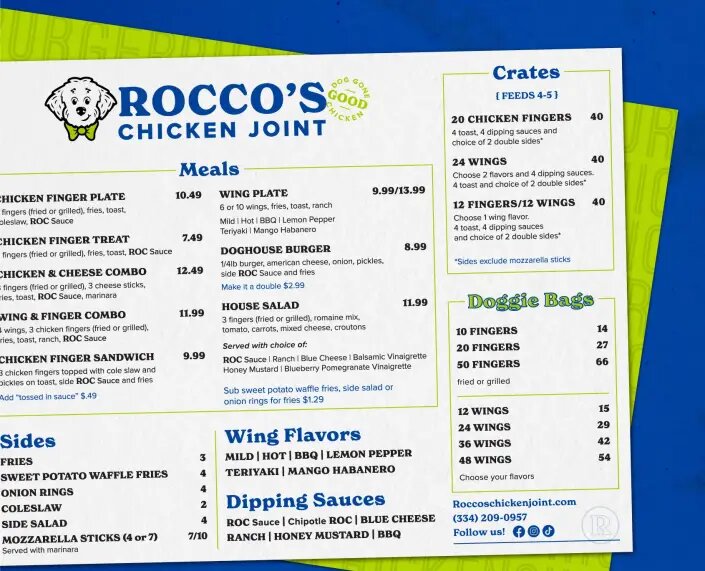 ROCCO'S
CHICKEN JOINT
DOG GONE
GOOD
CHICKEN
Meals
CHICKEN FINGER PLATE 10.49
fingers (fried or grilled), fries, toast,
coleslaw, ROC Sauce
CHICKEN FINGER TREAT 7.49
fingers (fried or grilled), fries, toast, ROC Sauce
CHICKEN & CHEESE COMBO 12.49
fingers (fried or grilled), 3 cheese sticks,
fries, toast, ROC Sauce, marinara
WING & FINGER COMBO 11.99
wings, 3 chicken fingers (fried or grilled),
fries, toast, ranch, ROC Sauce
CHICKEN FINGER SANDWICH 9.99
3 chicken fingers topped with cole slaw and
pickles on toast, side ROC Sauce and fries
Add "tossed in sauce" $.49
WING PLATE 9.99/13.99
6 or 10 wings, fries, toast, ranch
Mild | Hot | BBQ | Lemon Pepper
Teriyaki | Mango Habanero
DOGHOUSE BURGER 8.99
1/4lb burger, american cheese, onion, pickles,
side ROC Sauce and fries
Make it a double $2.99
HOUSE SALAD 11.99
3 fingers (fried or grilled), romaine mix,
tomato, carrots, mixed cheese, croutons
Served with choice of:
ROC Sauce | Ranch | Blue Cheese | Balsamic Vinaigrette
Honey Mustard | Blueberry Pomegranate Vinaigrette
Sub sweet potato waffle fries, side salad or
onion rings for fries $1.29
Sides
FRIES 3
SWEET POTATO WAFFLE FRIES 4
ONION RINGS 4
COLESLAW 2
SIDE SALAD 4
MOZZARELLA STICKS (4 or 7) 7/10
Served with marinara
Wing Flavors
MILD | HOT | BBQ | LEMON PEPPER
TERIYAKI | MANGO HABANERO
Dipping Sauces
ROC Sauce | Chipotle ROC | BLUE CHEESE
RANCH | HONEY MUSTARD | BBQ
Crates
{ FEEDS 4-5 }
20 CHICKEN FINGERS 40
4 toast, 4 dipping sauces and
choice of 2 double sides*
24 WINGS 40
Choose 2 flavors and 4 dipping sauces.
4 toast and choice of 2 double sides*
12 FINGERS/12 WINGS 40
Choose 1 wing flavor.
4 toast, 4 dipping sauces
and choice of 2 double sides*
*Sides exclude mozzarella sticks
Doggie Bags
10 FINGERS 14
20 FINGERS 27
50 FINGERS 66
fried or grilled
12 WINGS 15
24 WINGS 29
36 WINGS 42
48 WINGS 54
Choose your flavors
Roccoschickenjoint.com
(334) 209-0957
Follow us!
R